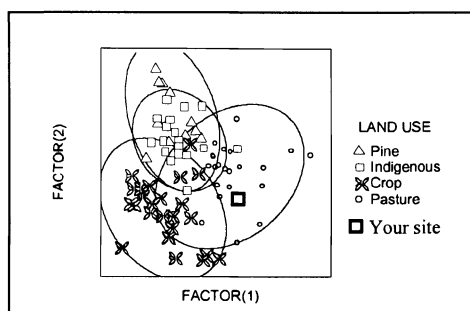 FACTOR(2)
LAND USE
Pine
Indigenous
Crop
Pasture
Your site
FACTOR(1)